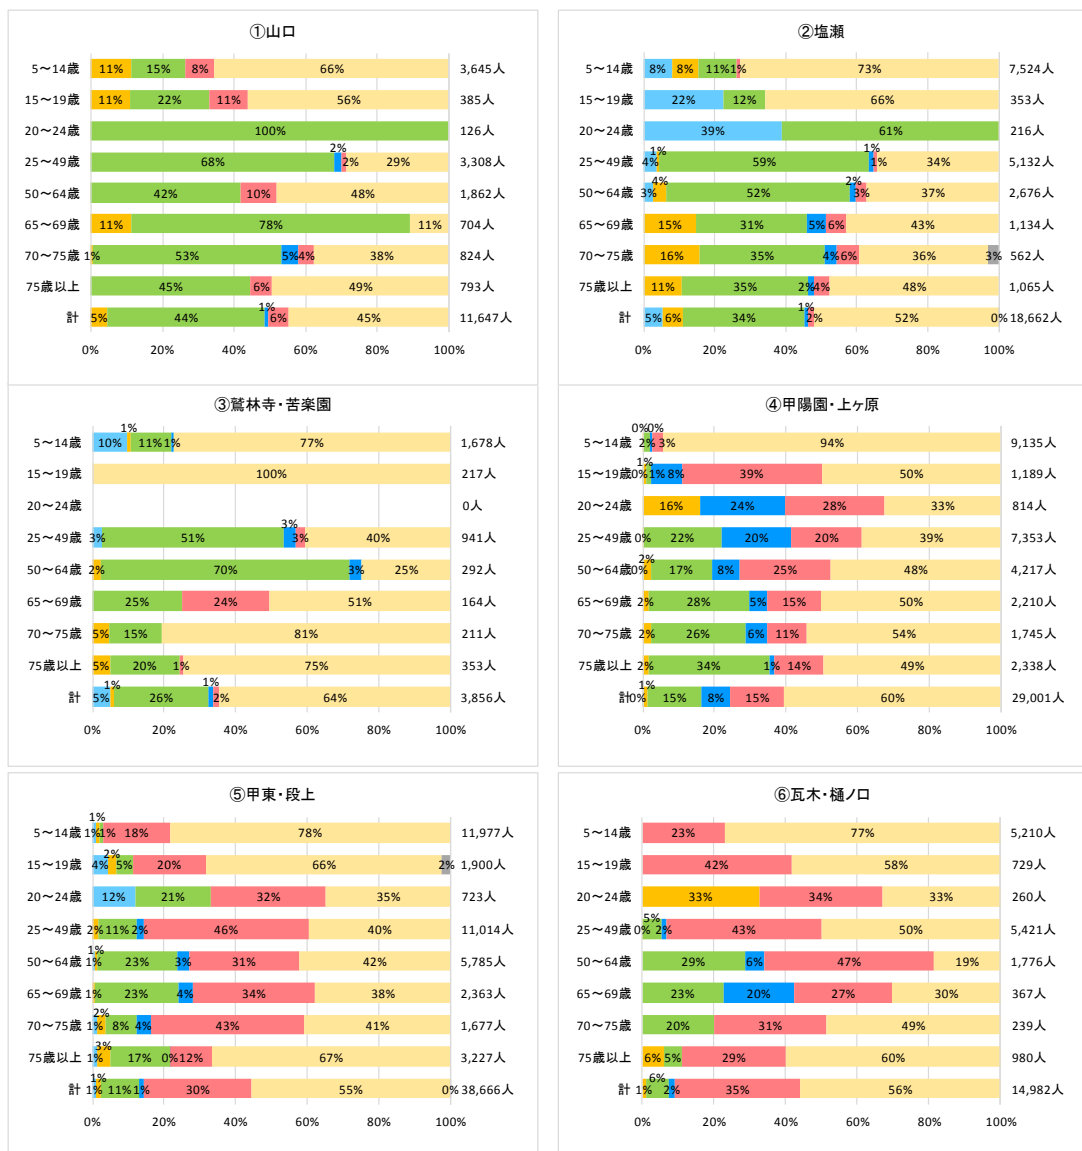 ①山口
5～14歳 11% 15% 8% 66% 3,645人
15～19歳 11% 22% 11% 56% 385人
20～24歳 100% 126人
25～49歳 68% 2% 2% 29% 3,308人
50～64歳 42% 10% 48% 1,862人
65～69歳 11% 78% 11% 704人
70～75歳 1% 53% 5% 4% 38% 824人
75歳以上 45% 6% 49% 793人
計 5% 44% 1% 6% 45% 11,647人
0% 20% 40% 60% 80% 100%
②塩瀬
5～14歳 8% 8% 11% 1% 73% 7,524人
15～19歳 22% 12% 66% 353人
20～24歳 39% 61% 216人
25～49歳 4% 1% 59% 1% 1% 34% 5,132人
50～64歳 3% 4% 52% 2% 3% 37% 2,676人
65～69歳 15% 31% 5% 6% 43% 1,134人
70～75歳 16% 35% 4% 6% 36% 3% 562人
75歳以上 11% 35% 2% 4% 48% 1,065人
計 5% 6% 34% 1% 2% 52% 0% 18,662人
0% 20% 40% 60% 80% 100%
③鷲林寺・苦楽園
5～14歳 10% 1% 11% 1% 77% 1,678人
15～19歳 100% 217人
20～24歳 0人
25～49歳 3% 51% 3% 3% 40% 941人
50～64歳 2% 70% 3% 25% 292人
65～69歳 25% 24% 51% 164人
70～75歳 5% 15% 81% 211人
75歳以上 5% 20% 1% 75% 353人
計 5% 1% 26% 1% 2% 64% 3,856人
0% 20% 40% 60% 80% 100%
④甲陽園・上ヶ原
5～14歳 0% 2% 0% 3% 94% 9,135人
15～19歳 0% 1% 1% 8% 39% 50% 1,189人
20～24歳 16% 24% 28% 33% 814人
25～49歳 0% 22% 20% 20% 39% 7,353人
50～64歳 0% 2% 17% 8% 25% 48% 4,217人
65～69歳 2% 28% 5% 15% 50% 2,210人
70～75歳 2% 26% 6% 11% 54% 1,745人
75歳以上 2% 34% 1% 14% 49% 2,338人
計 0% 1% 15% 8% 15% 60% 29,001人
0% 20% 40% 60% 80% 100%
⑤甲東・段上
5～14歳 1% 1% 1% 18% 78% 11,977人
15～19歳 4% 2% 5% 20% 66% 2% 1,900人
20～24歳 12% 21% 32% 35% 723人
25～49歳 2% 11% 2% 46% 40% 11,014人
50～64歳 1% 1% 23% 3% 31% 42% 5,785人
65～69歳 1% 23% 4% 34% 38% 2,363人
70～75歳 1% 2% 8% 4% 43% 41% 1,677人
75歳以上 1% 3% 17% 0% 12% 67% 3,227人
計 1% 1% 11% 1% 30% 55% 0% 38,666人
0% 20% 40% 60% 80% 100%
⑥瓦木・樋ノ口
5～14歳 23% 77% 5,210人
15～19歳 42% 58% 729人
20～24歳 33% 34% 33% 260人
25～49歳 0% 5% 2% 43% 50% 5,421人
50～64歳 29% 6% 47% 19% 1,776人
65～69歳 23% 20% 27% 30% 367人
70～75歳 20% 31% 49% 239人
75歳以上 6% 5% 29% 60% 980人
計 1% 6% 2% 35% 56% 14,982人
0% 20% 40% 60% 80% 100%